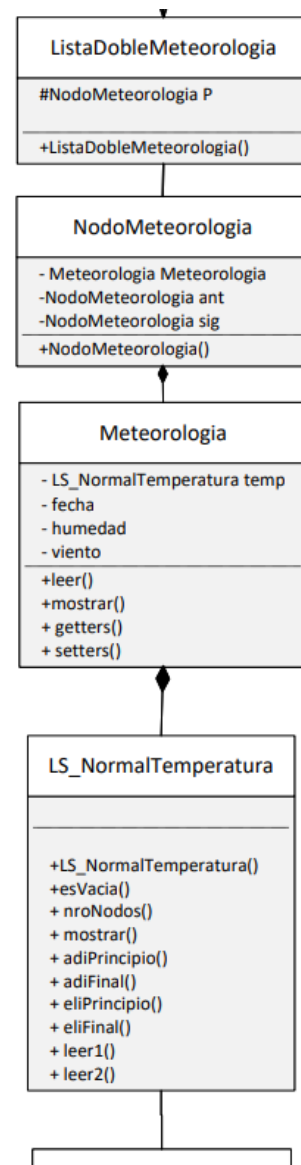 ListaDobleMeteorologia
#NodoMeteorologia P
+ListaDobleMeteorologia()
NodoMeteorologia
- Meteorologia Meteorologia
-NodoMeteorologia ant
-NodoMeteorologia sig
+NodoMeteorologia()
Meteorologia
- LS_NormalTemperatura temp
- fecha
- humedad
- viento
+leer()
+mostrar()
+ getters()
+ setters()
LS_NormalTemperatura
+LS_NormalTemperatura()
+esVacia()
+ nroNodos()
+ mostrar()
+ adiPrincipio()
+ adiFinal()
+ eliPrincipio()
+ eliFinal()
+ leer1()
+ leer2()